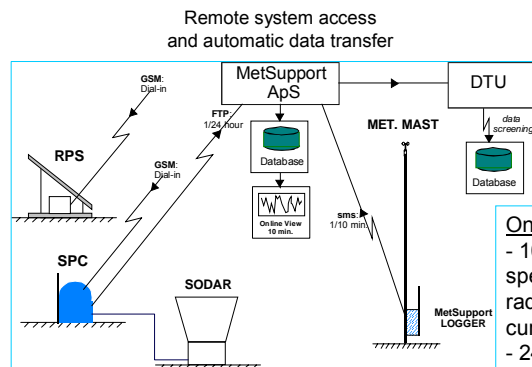 Remote system access
and automatic data transfer
GSM:
Dial-in
MetSupport
ApS
DTU
FTP:
1/24 hour
MET. MAST
data
screening
RPS
GSM:
Dial-in
Database
Database
Online View
10 min.
sms:
1/10 min.
SPC
SODAR
MetSupport
LOGGER
On
- 10
spe
rad
cur
- 2